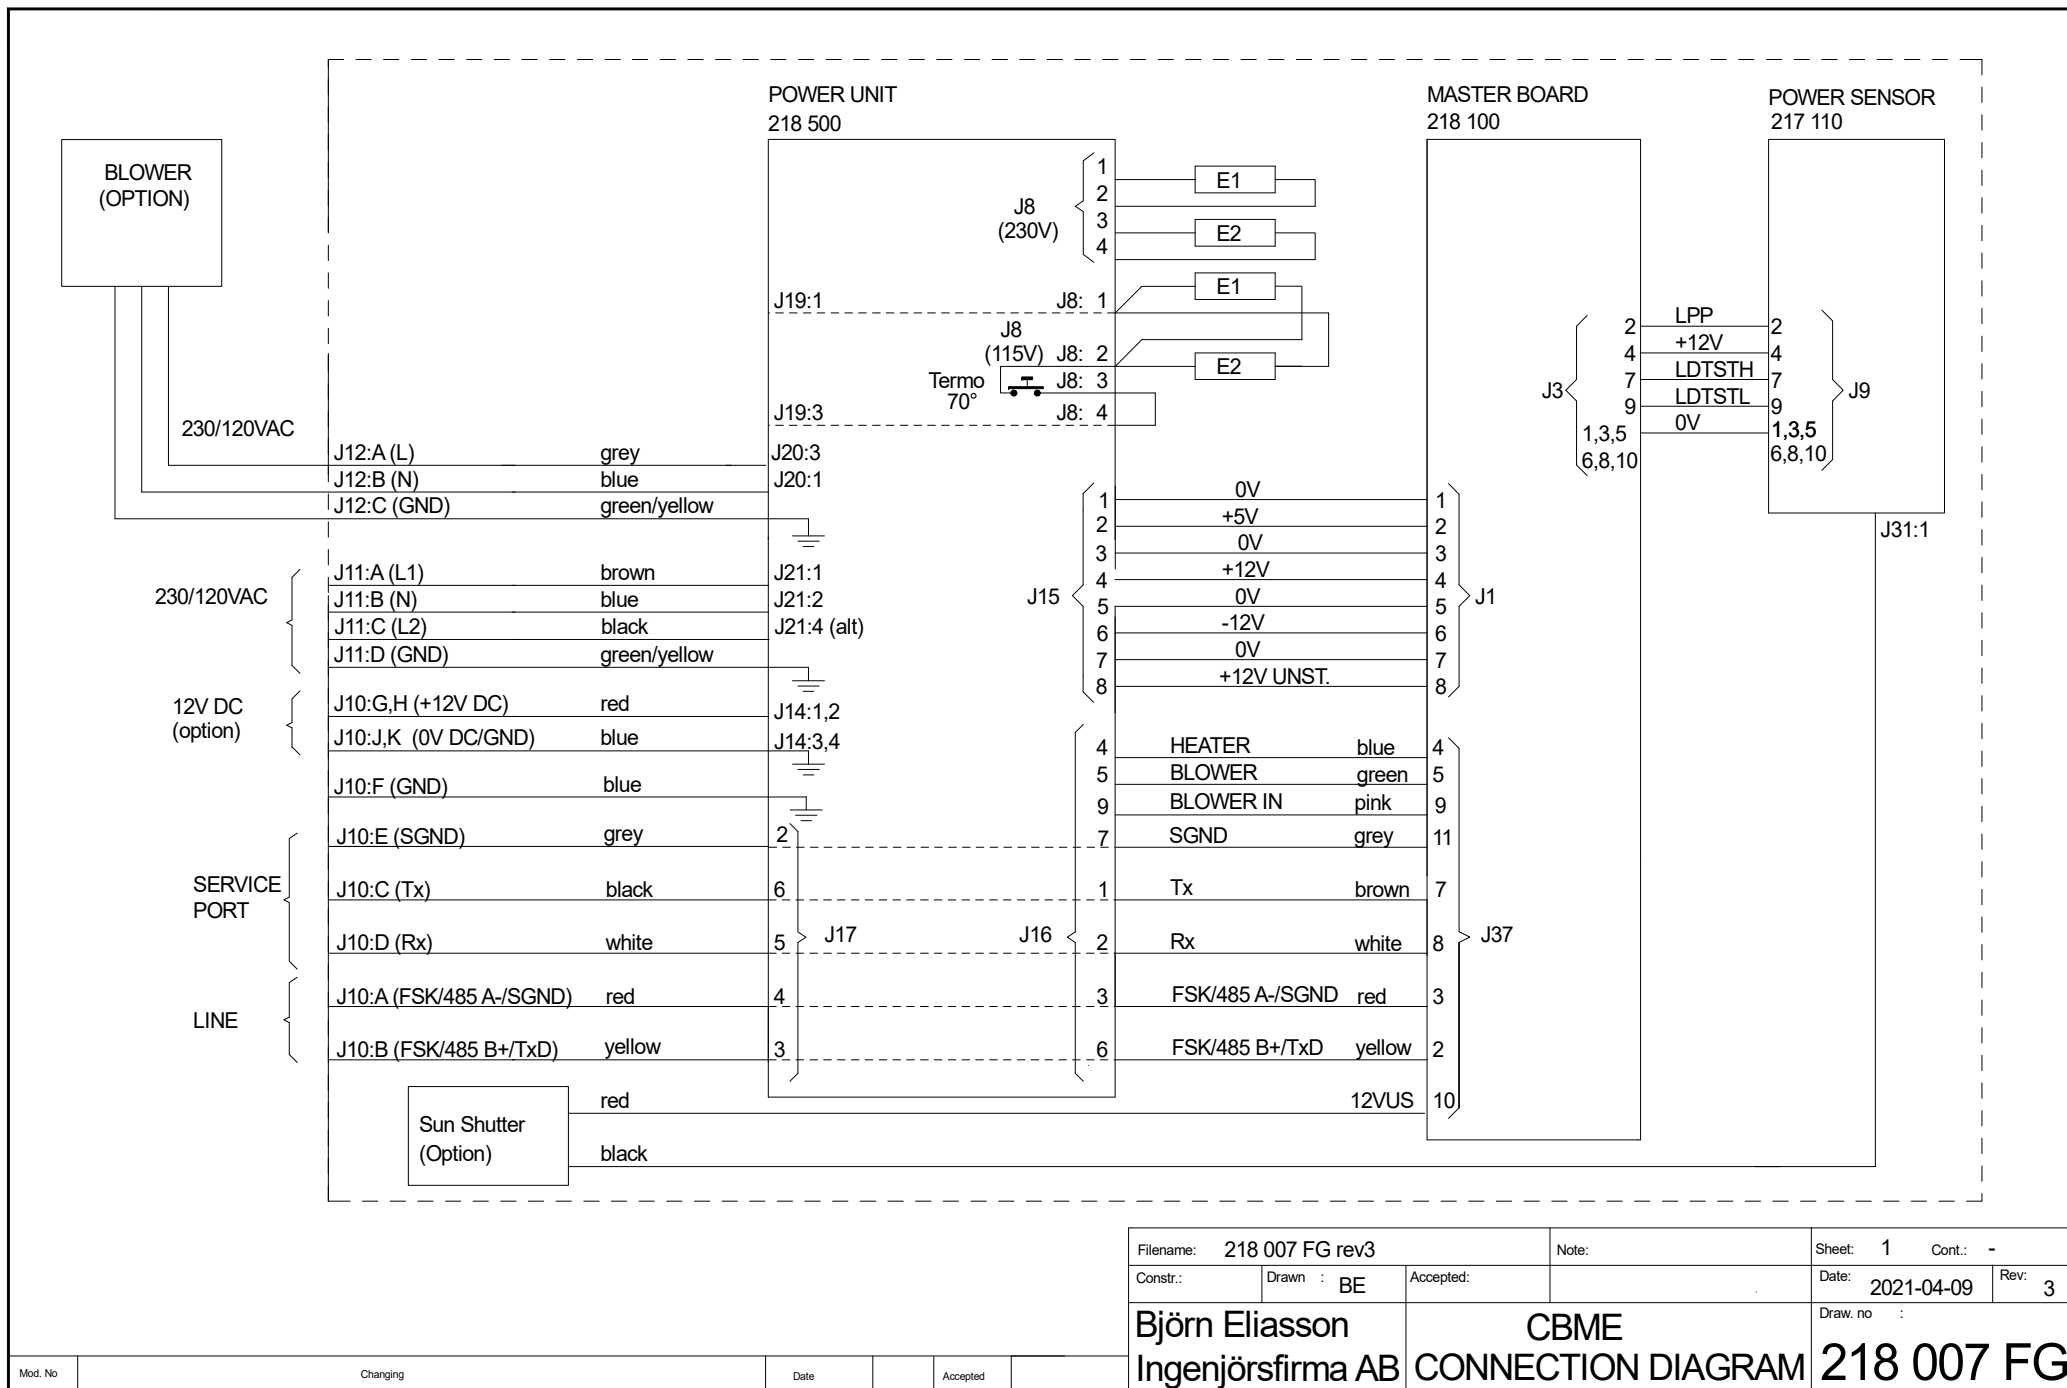 POWER UNIT
218 500
MASTER BOARD
218 100
POWER SENSOR
217 110
BLOWER
(OPTION)
J8
(230V)
1
2
3
4
E1
E2
E1
E2
J19:1
J8: 1
J8
(115V)
J8: 2
Termo
70°
J8: 3
J19:3
J8: 4
J3
2
4
7
9
1,3,5
6,8,10
LPP
+12V
LDTSTH
LDTSTL
0V
2
4
7
9
1,3,5
6,8,10
J9
J31:1
230/120VAC
J12:A (L) grey J20:3
J12:B (N) blue J20:1
J12:C (GND) green/yellow
230/120VAC
J11:A (L1) brown J21:1
J11:B (N) blue J21:2
J11:C (L2) black J21:4 (alt)
J11:D (GND) green/yellow
12V DC
(option)
J10:G,H (+12V DC) red J14:1,2
J10:J,K (0V DC/GND) blue J14:3,4
J10:F (GND) blue
J15
1 0V 1
2 +5V 2
3 0V 3
4 +12V 4
5 0V 5
6 -12V 6
7 0V 7
8 +12V UNST. 8
J1
4 HEATER blue 4
5 BLOWER green 5
9 BLOWER IN pink 9
SERVICE
PORT
J10:E (SGND) grey 2
7 SGND grey 11
J10:C (Tx) black 6
1 Tx brown 7
J10:D (Rx) white 5
J17
J16
2 Rx white 8
J37
LINE
J10:A (FSK/485 A-/SGND) red 4
3 FSK/485 A-/SGND red 3
J10:B (FSK/485 B+/TxD) yellow 3
6 FSK/485 B+/TxD yellow 2
Sun Shutter
(Option)
red
12VUS 10
black
Filename: 218 007 FG rev3
Note:
Sheet: 1 Cont.: -
Constr.:
Drawn : BE
Accepted:
Date: 2021-04-09
Rev: 3
Björn Eliasson
Ingenjörsfirma AB
CBME
CONNECTION DIAGRAM
Draw. no :
218 007 FG
Mod. No
Changing
Date
Accepted